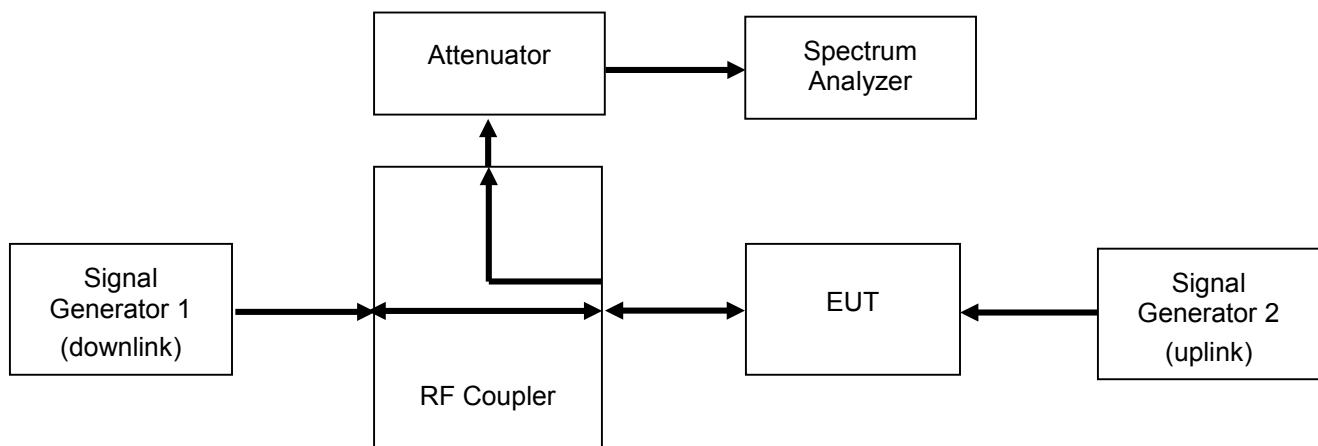 Attenuator
Spectrum
Analyzer
Signal
Generator 1
(downlink)
RF Coupler
EUT
Signal
Generator 2
(uplink)